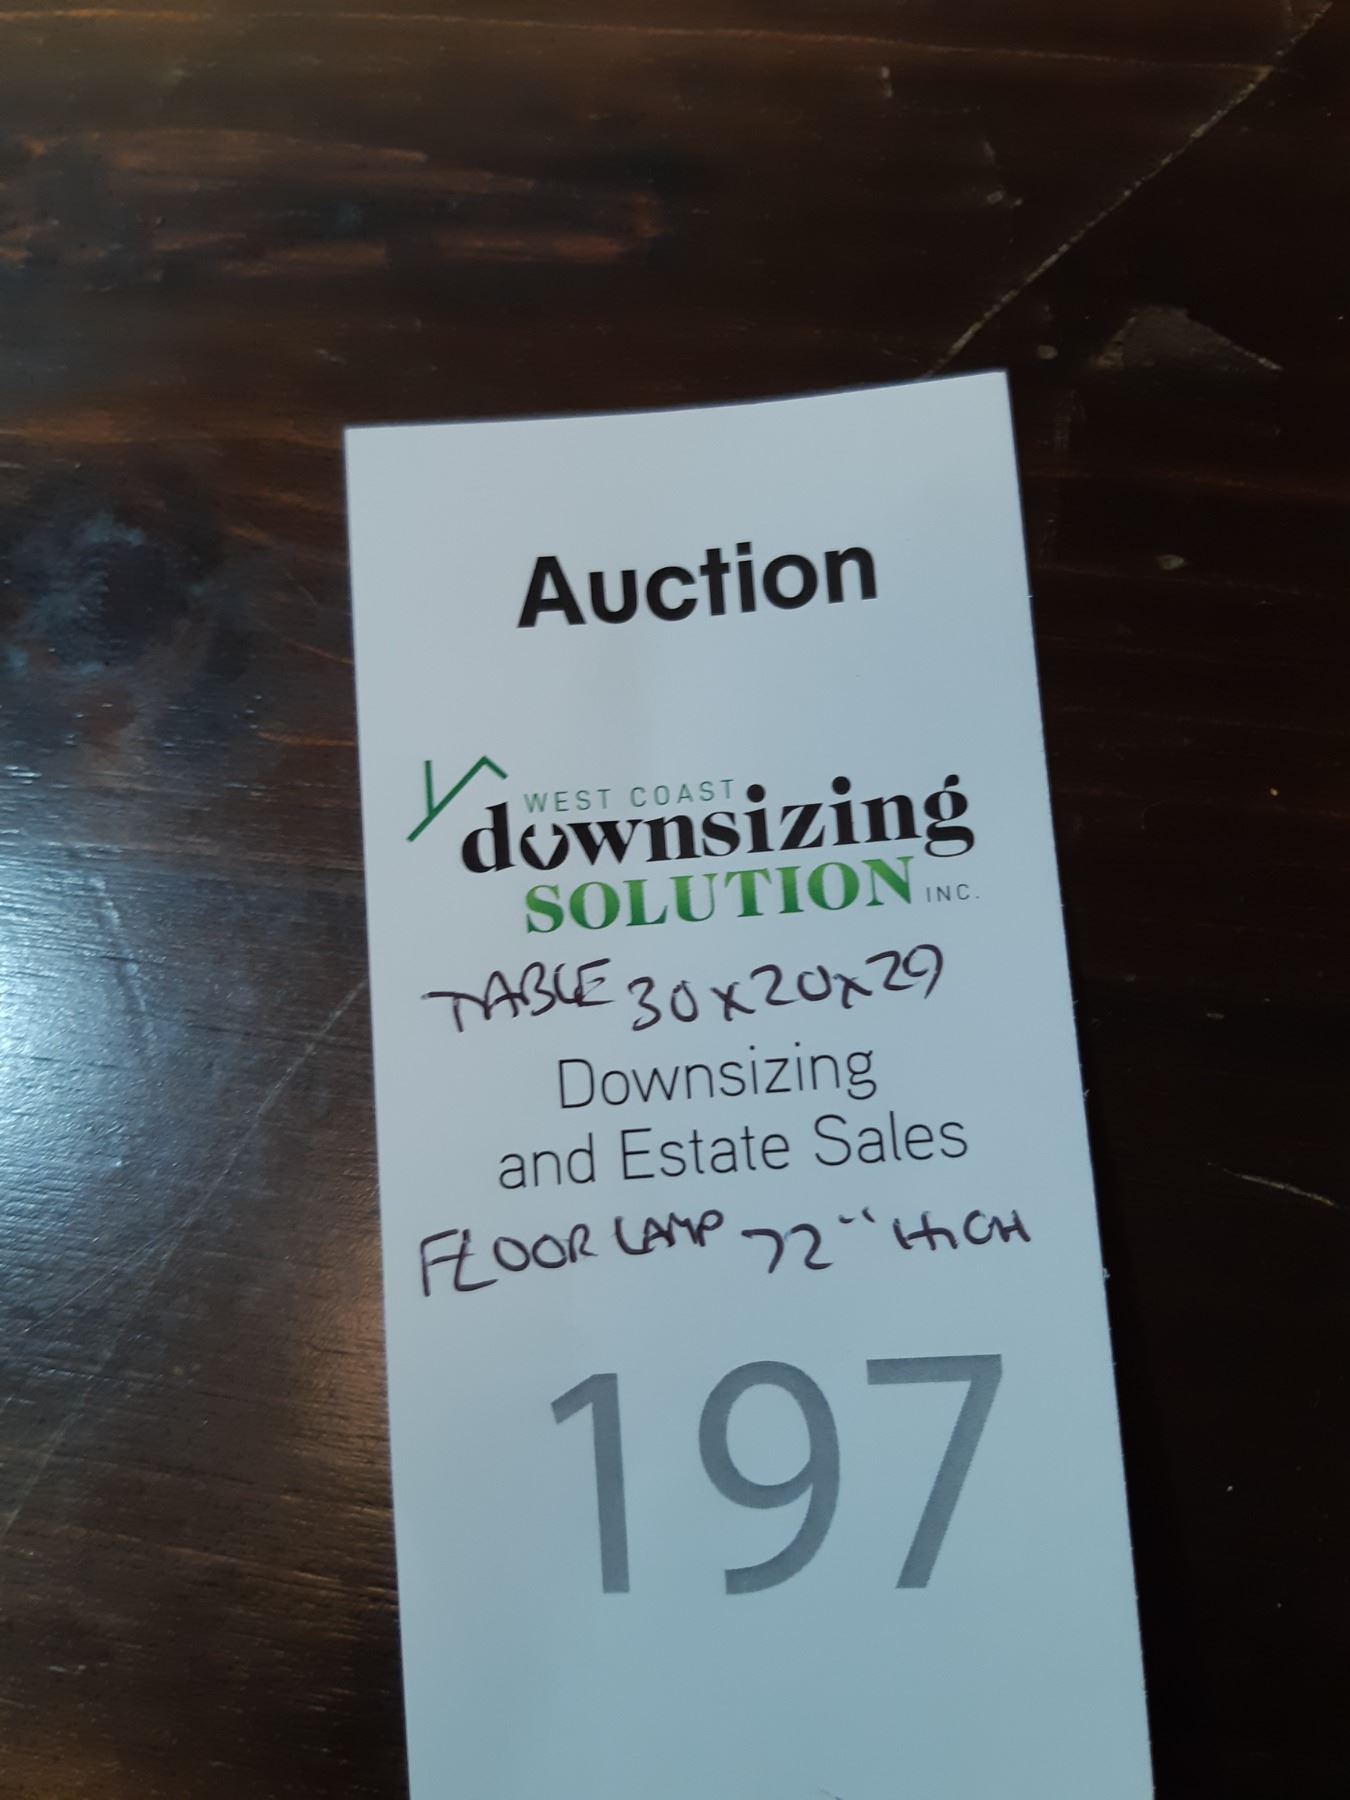 Auction
WEST COAST
downsizing
SOLUTION INC.
TABLE 30x20x29
Downsizing
and Estate Sales
FLOOR LAMP 72" HIGH
197